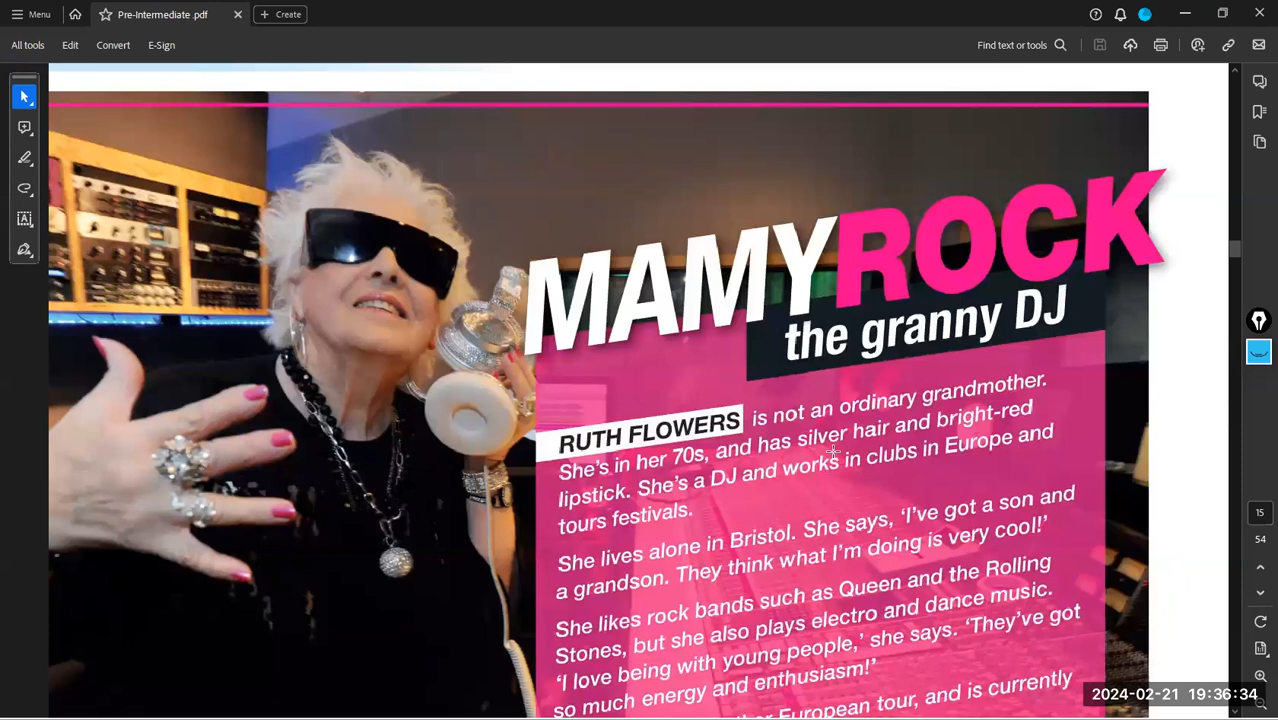 Menu
Pre-Intermediate .pdf
Create
All tools
Edit
Convert
E-Sign
Find text or tools
MAMYROCK
the granny DJ
RUTH FLOWERS is not an ordinary grandmother.
She's in her 70s, and has silver hair and bright-red
lipstick. She's a DJ and works in clubs in Europe and
tours festivals.
She lives alone in Bristol. She says, ‘I've got a son and
a grandson. They think what I'm doing is very cool!’
She likes rock bands such as Queen and the Rolling
Stones, but she also plays electro and dance music.
‘I love being with young people,’ she says. ‘They've got
so much energy and enthusiasm!’
European tour, and is currently
15
54
2024-02-21 19:36:34